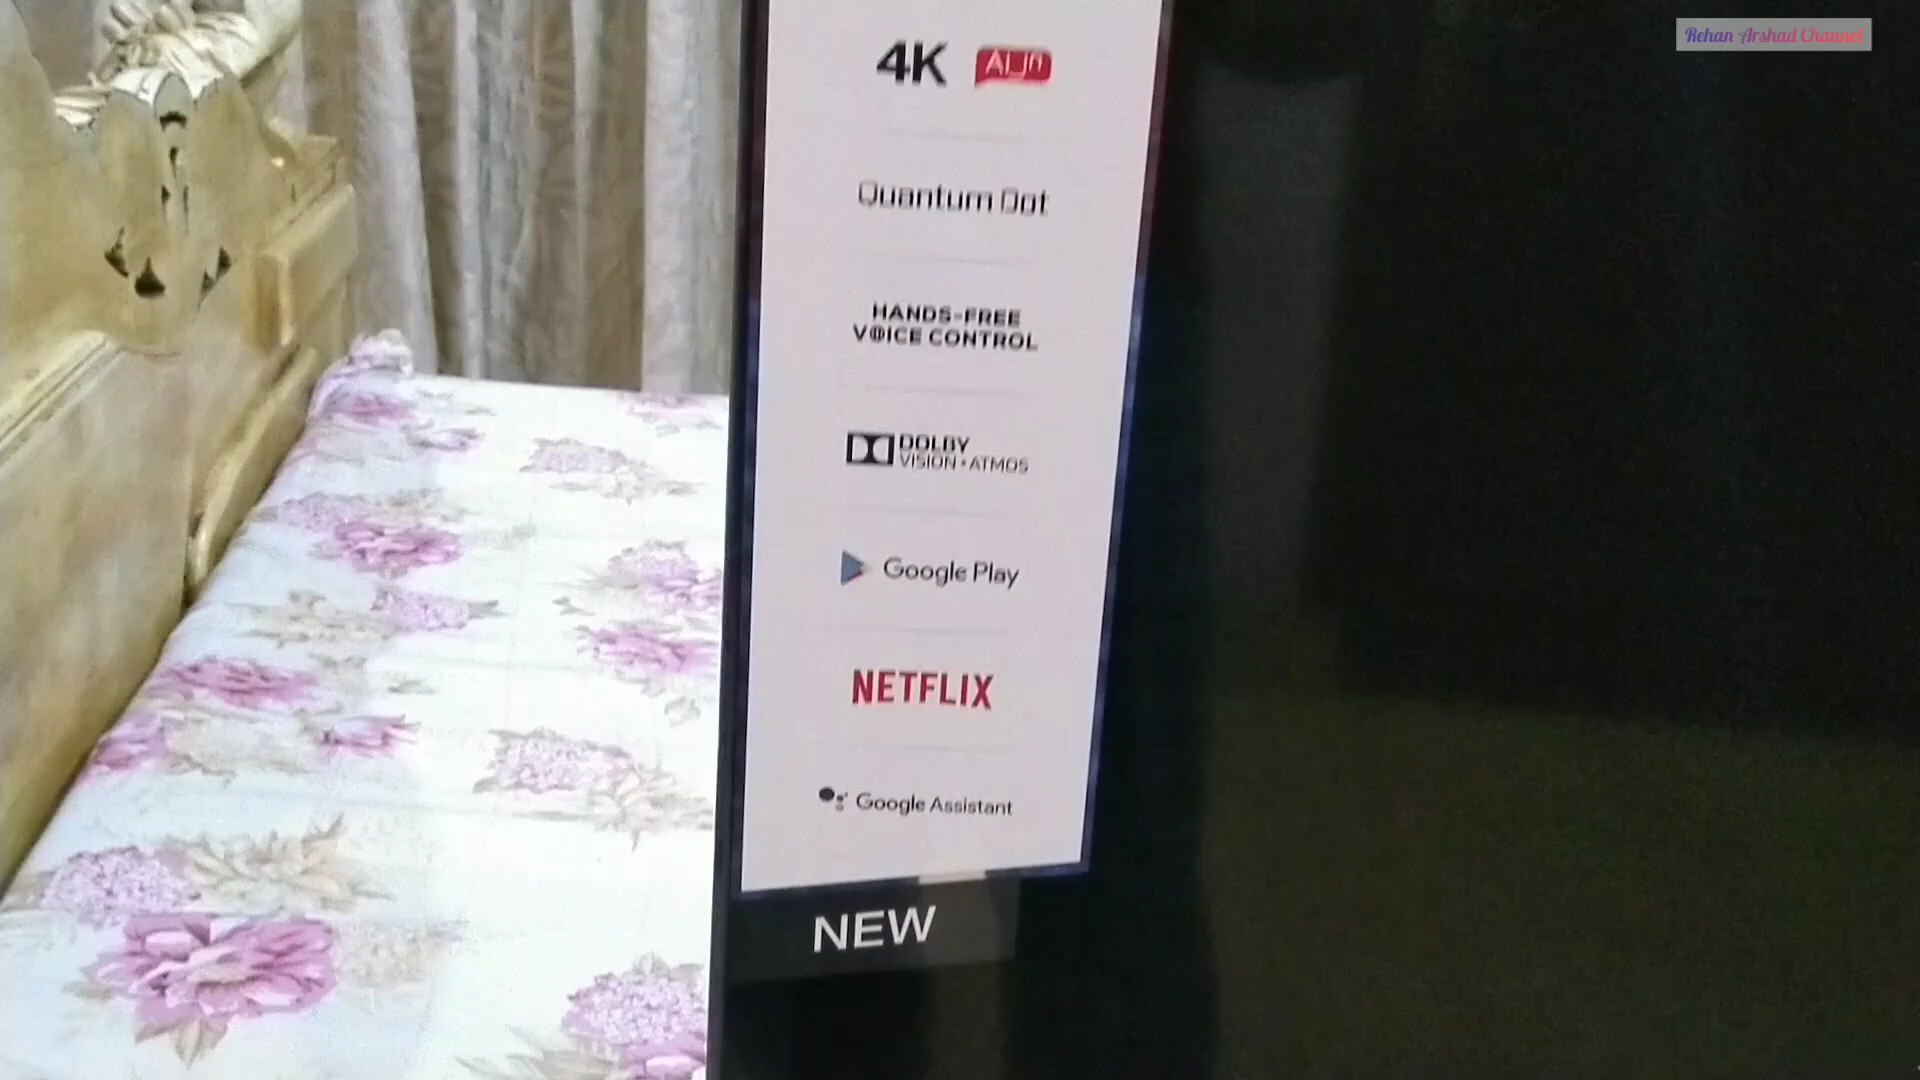 Rehan Arshad Channel
4K
Quantum Dot
HANDS-FREE
VOICE CONTROL
DOLBY
VISION·ATMOS
Google Play
NETFLIX
Google Assistant
NEW